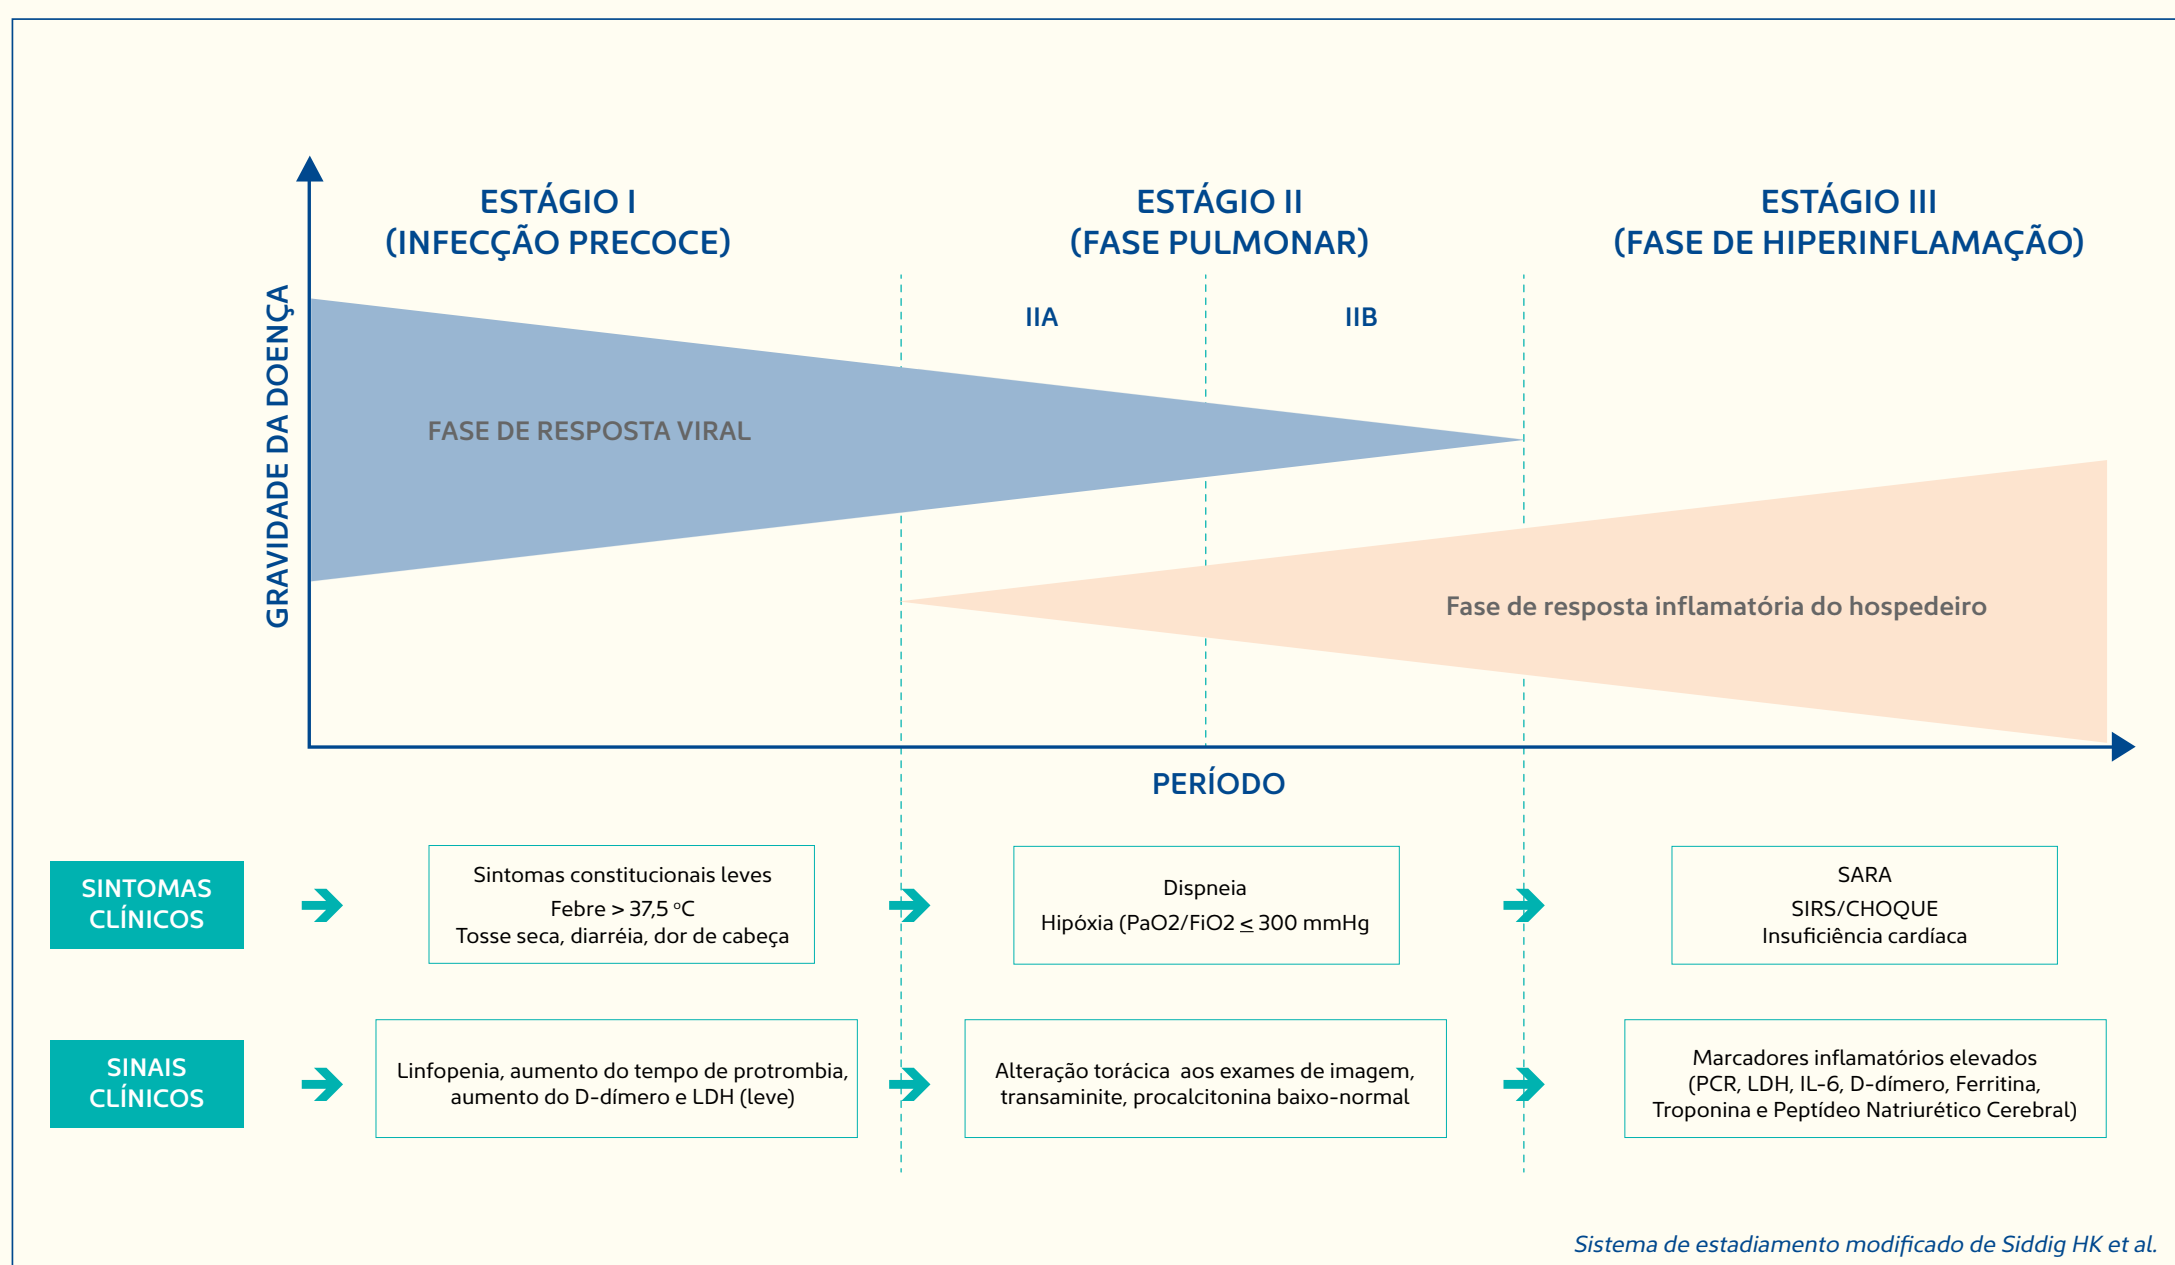 ESTÁGIO I
(INFECÇÃO PRECOCE)
ESTÁGIO II
(FASE PULMONAR)
ESTÁGIO III
(FASE DE HIPERINFLAMAÇÃO)
IIA
IIB
GRAVIDADE DA DOENÇA
FASE DE RESPOSTA VIRAL
Fase de resposta inflamatória do hospedeiro
PERÍODO
SINTOMAS
CLÍNICOS
Sintomas constitucionais leves
Febre > 37,5 ºC
Tosse seca, diarréia, dor de cabeça
Dispneia
Hipóxia (PaO2/FiO2 ≤ 300 mmHg
SARA
SIRS/CHOQUE
Insuficiência cardíaca
SINAIS
CLÍNICOS
Linfopenia, aumento do tempo de protrombia,
aumento do D-dímero e LDH (leve)
Alteração torácica aos exames de imagem,
transaminite, procalcitonina baixo-normal
Marcadores inflamatórios elevados
(PCR, LDH, IL-6, D-dímero, Ferritina,
Troponina e Peptídeo Natriurético Cerebral)
Sistema de estadiamento modificado de Siddig HK et al.